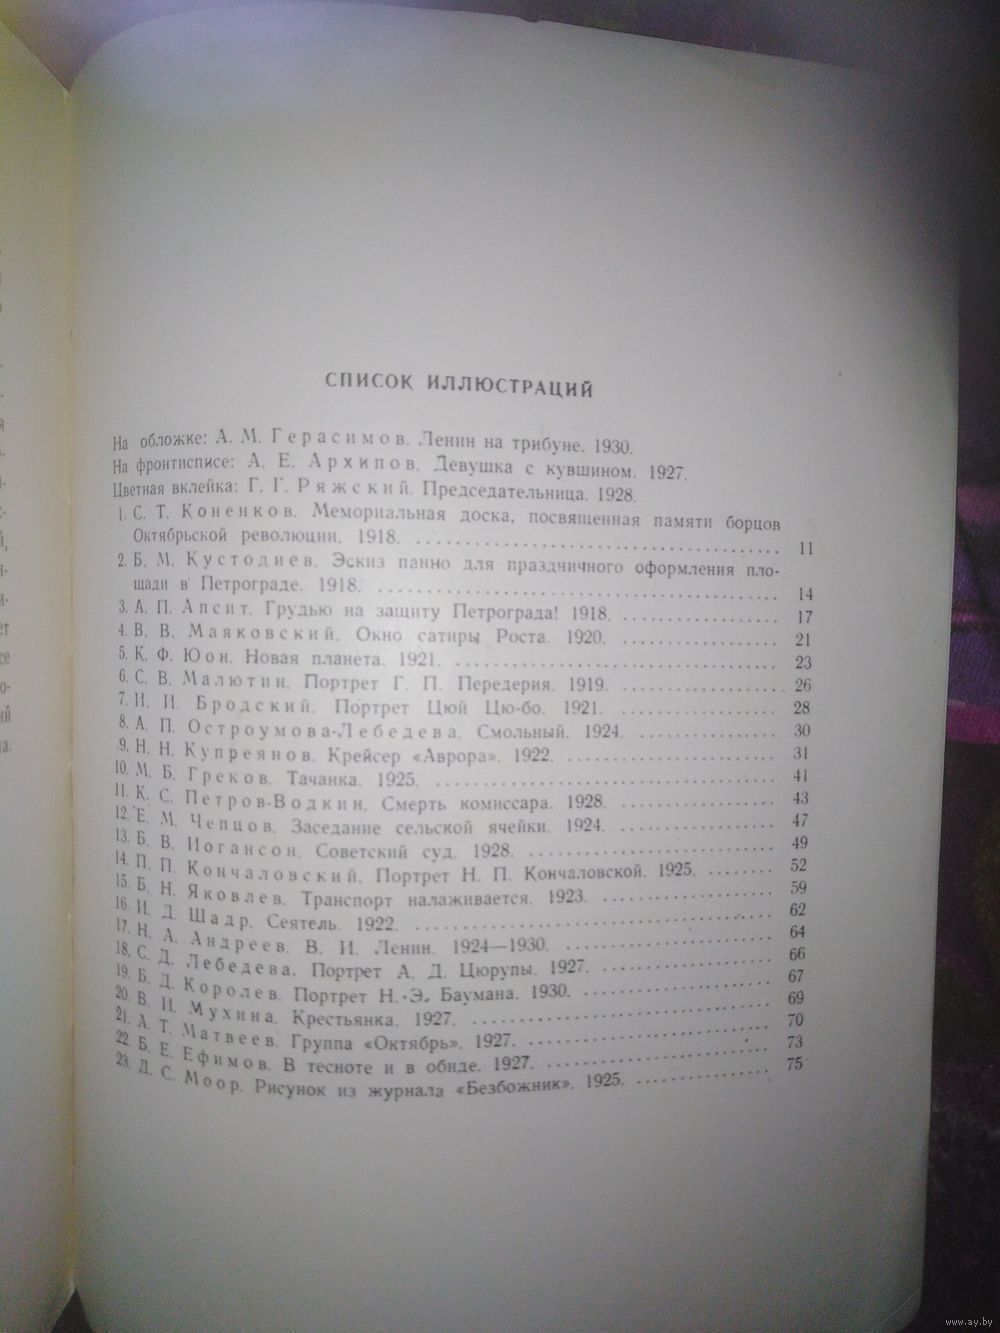 СПИСОК ИЛЛЮСТРАЦИЙ
На обложке: А. М. Герасимов. Ленин на трибуне. 1930.
На фронтисписе: А. Е. Архипов. Девушка с кувшином. 1927.
Цветная вклейка: Г. Г. Ряжский. Председательница. 1928.
1. С. Т. Коненков. Мемориальная доска, посвященная памяти борцов
Октябрьской революции. 1918. 11
2. Б. М. Кустодиев. Эскиз панно для праздничного оформления пло-
щади в Петрограде. 1918. 14
3. А. П. Апсит. Грудью на защиту Петрограда! 1918. 17
4. В. В. Маяковский. Окно сатиры Роста. 1920. 21
5. К. Ф. Юон. Новая планета. 1921. 23
6. С. В. Малютин. Портрет Г. П. Передерия. 1919. 26
7. И. И. Бродский. Портрет Цюй Цю-бо. 1921. 28
8. А. П. Остроумова-Лебедева. Смольный. 1924. 30
9. Н. Н. Купреянов. Крейсер «Аврора». 1922. 31
10. М. Б. Греков. Тачанка. 1925. 41
11. К. С. Петров-Водкин. Смерть комиссара. 1928. 43
12. Е. М. Чепцов. Заседание сельской ячейки. 1924. 47
13. Б. В. Иогансон. Советский суд. 1928. 49
14. П. П. Кончаловский. Портрет Н. П. Кончаловской. 1925. 52
15. Б. Н. Яковлев. Транспорт налаживается. 1923. 59
16. И. Д. Шадр. Сеятель. 1922. 62
17. Н. А. Андреев. В. И. Ленин. 1924—1930. 64
18. С. Д. Лебедева. Портрет А. Д. Цюрупы. 1927. 66
19. Б. Д. Королев. Портрет Н. Э. Баумана. 1930. 67
20. В. И. Мухина. Крестьянка. 1927. 69
21. А. Т. Матвеев. Группа «Октябрь». 1927. 70
22. Б. Е. Ефимов. В тесноте и в обиде. 1927. 73
23. Д. С. Моор. Рисунок из журнала «Безбожник». 1925. 75
www.ay.by